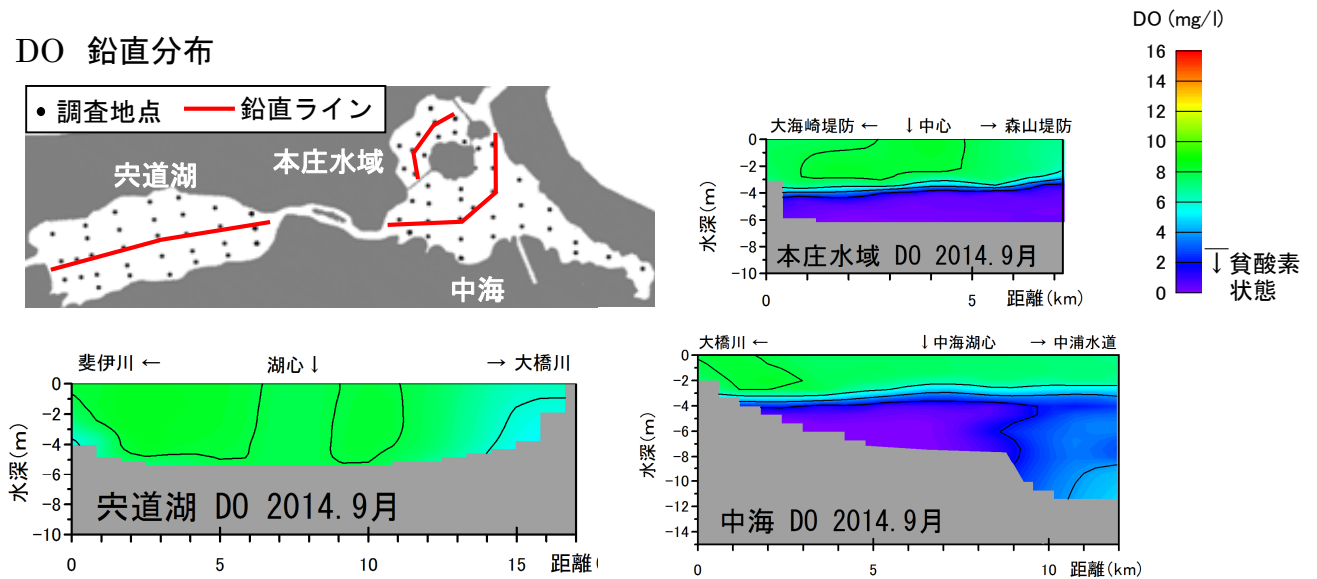 DO 鉛直分布
• 調査地点 鉛直ライン
宍道湖
本庄水域
中海
大海崎堤防 ← ↓中心 → 森山堤防
0
-2
-4
-6
-8
-10
水深(m)
本庄水域 DO 2014.9月
0 5 距離(km)
DO (mg/l)
16
14
12
10
8
6
4
2
0
↓貧酸素
状態
斐伊川 ← 湖心↓ → 大橋川
0
-2
-4
-6
-8
-10
水深(m)
宍道湖 DO 2014.9月
0 5 10 15 距離(
大橋川 ← ↓中海湖心 → 中浦水道
0
-2
-4
-6
-8
-10
-12
-14
水深(m)
中海 DO 2014.9月
0 5 10 距離(km)